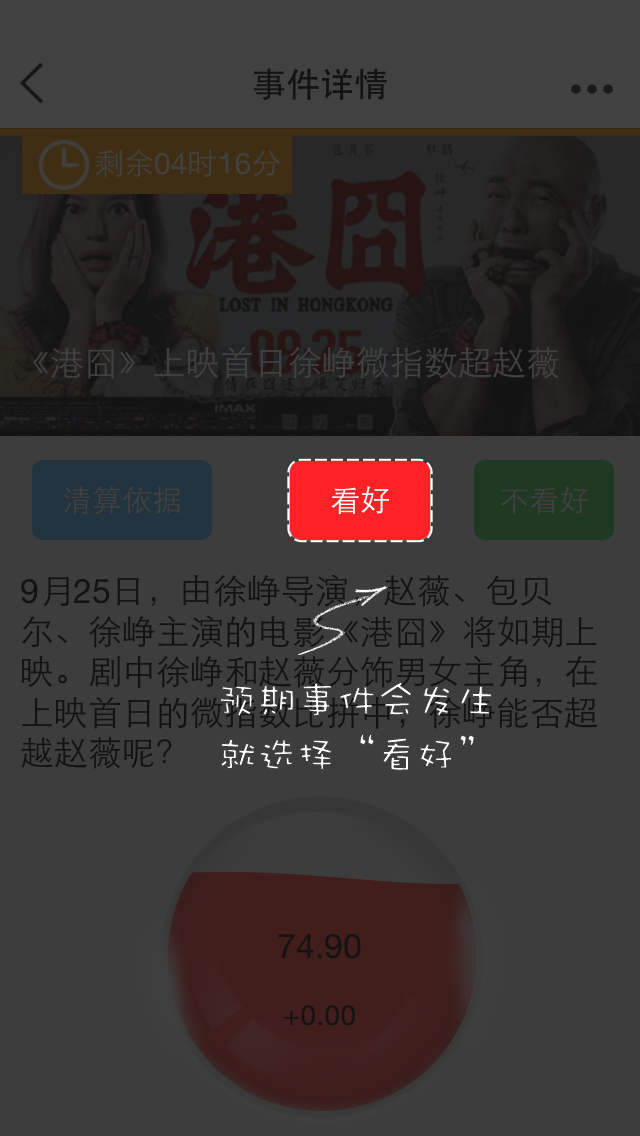 事件详情
剩余04时16分
港囧
LOST IN HONGKONG
09.25
《港囧》上映首日徐峥微指数超赵薇
IMAX
清算依据
看好
不看好
9月25日，由徐峥导演，赵薇、包贝
尔、徐峥主演的电影《港囧》将如期上
映。剧中徐峥和赵薇分饰男女主角，在
上映首日的微指数比拼中，徐峥能否超
越赵薇呢？
预期事件会发生
就选择“看好”
74.90
+0.00